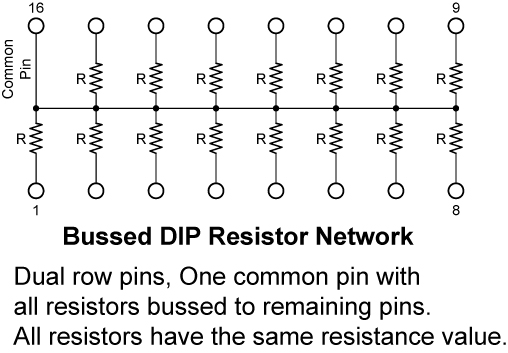 16
9
Common
Pin
R R R R R R R
R R R R R R R R
1
8
Bussed DIP Resistor Network
Dual row pins, One common pin with
all resistors bussed to remaining pins.
All resistors have the same resistance value.